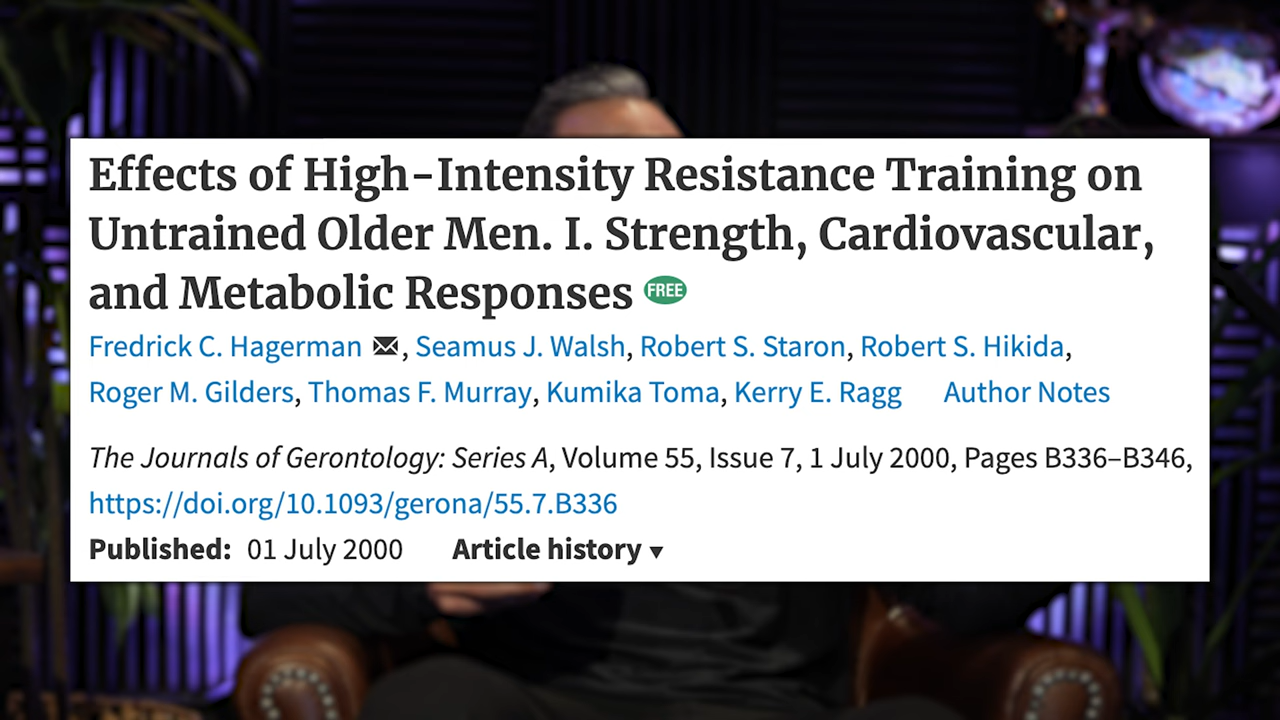 Effects of High-Intensity Resistance Training on
Untrained Older Men. I. Strength, Cardiovascular,
and Metabolic Responses FREE
Fredrick C. Hagerman , Seamus J. Walsh, Robert S. Staron, Robert S. Hikida,
Roger M. Gilders, Thomas F. Murray, Kumika Toma, Kerry E. Ragg Author Notes
The Journals of Gerontology: Series A, Volume 55, Issue 7, 1 July 2000, Pages B336–B346,
https://doi.org/10.1093/gerona/55.7.B336
Published: 01 July 2000 Article history ▼